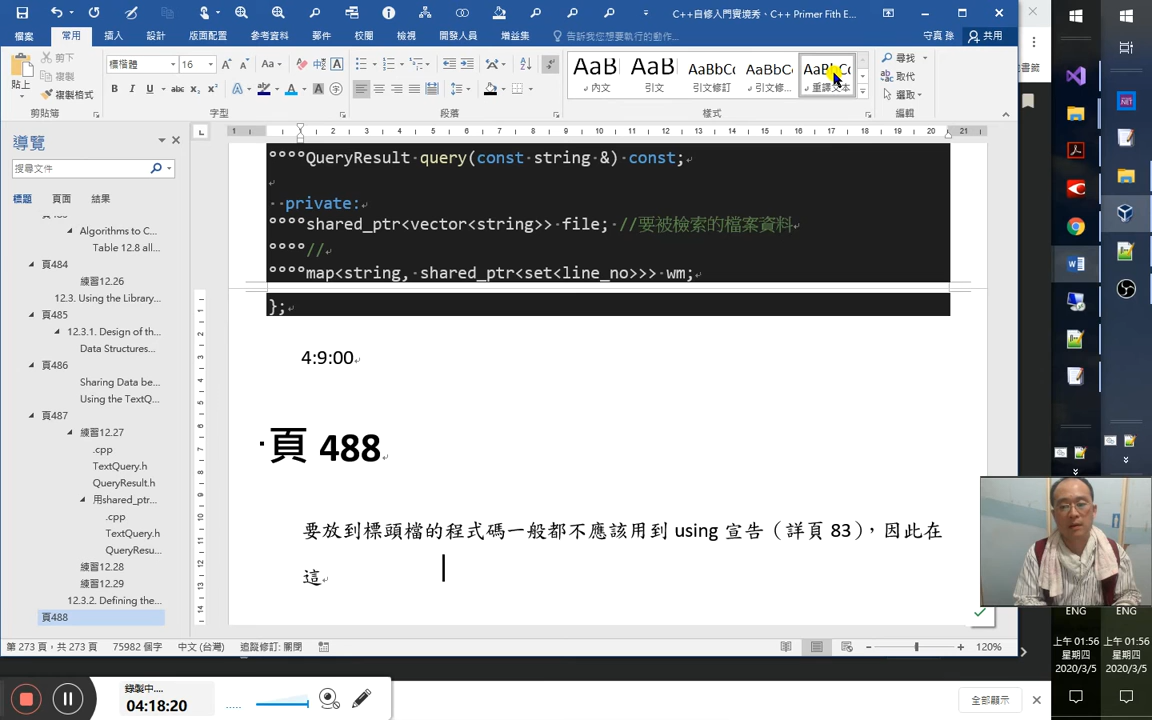 C++自修入門實境秀、C++ Primer Fith E...
檔案 常用 插入 設計 版面配置 參考資料 郵件 校閱 檢視 開發人員 增益集 告訴我您想要執行的動作... 守真 孫 共用
剪下
複製
貼上 複製格式
標楷體 16
剪貼簿 字型 段落 樣式 編輯
AaB AaB AaBbCc AaBbCc AaBbCc
內文 引文 引文修訂 引文修... 重譯文本
尋找
取代
選取
導覽
搜尋文件
標題 頁面 結果
Algorithms to C...
Table 12.8 all...
頁484
練習12.26
12.3. Using the Library...
頁485
12.3.1. Design of th...
Data Structures...
頁486
Sharing Data be...
Using the TextQ...
頁487
練習12.27
.cpp
TextQuery.h
QueryResult.h
用shared_ptr...
.cpp
TextQuery.h
QueryResu...
練習12.28
練習12.29
12.3.2. Defining the...
頁488
QueryResult query(const string &) const;
private:
shared_ptr<vector<string>> file; //要被檢索的檔案資料
//
map<string, shared_ptr<set<line_no>>> wm;
};
4:9:00
頁 488
要放到標頭檔的程式碼一般都不應該用到 using 宣告（詳頁 83），因此在
這
第 273 頁，共 273 頁 75982 個字 中文 (台灣) 追蹤修訂: 關閉 120%
錄製中....
04:18:20
全部顯示
ENG ENG
上午 01:56 上午 01:56
星期四 星期四
2020/3/5 2020/3/5